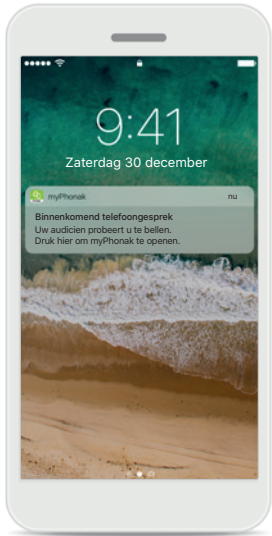 9:41
Zaterdag 30 december
myPhonak nu
Binnenkomend telefoongesprek
Uw audicien probeert u te bellen.
Druk hier om myPhonak te openen.